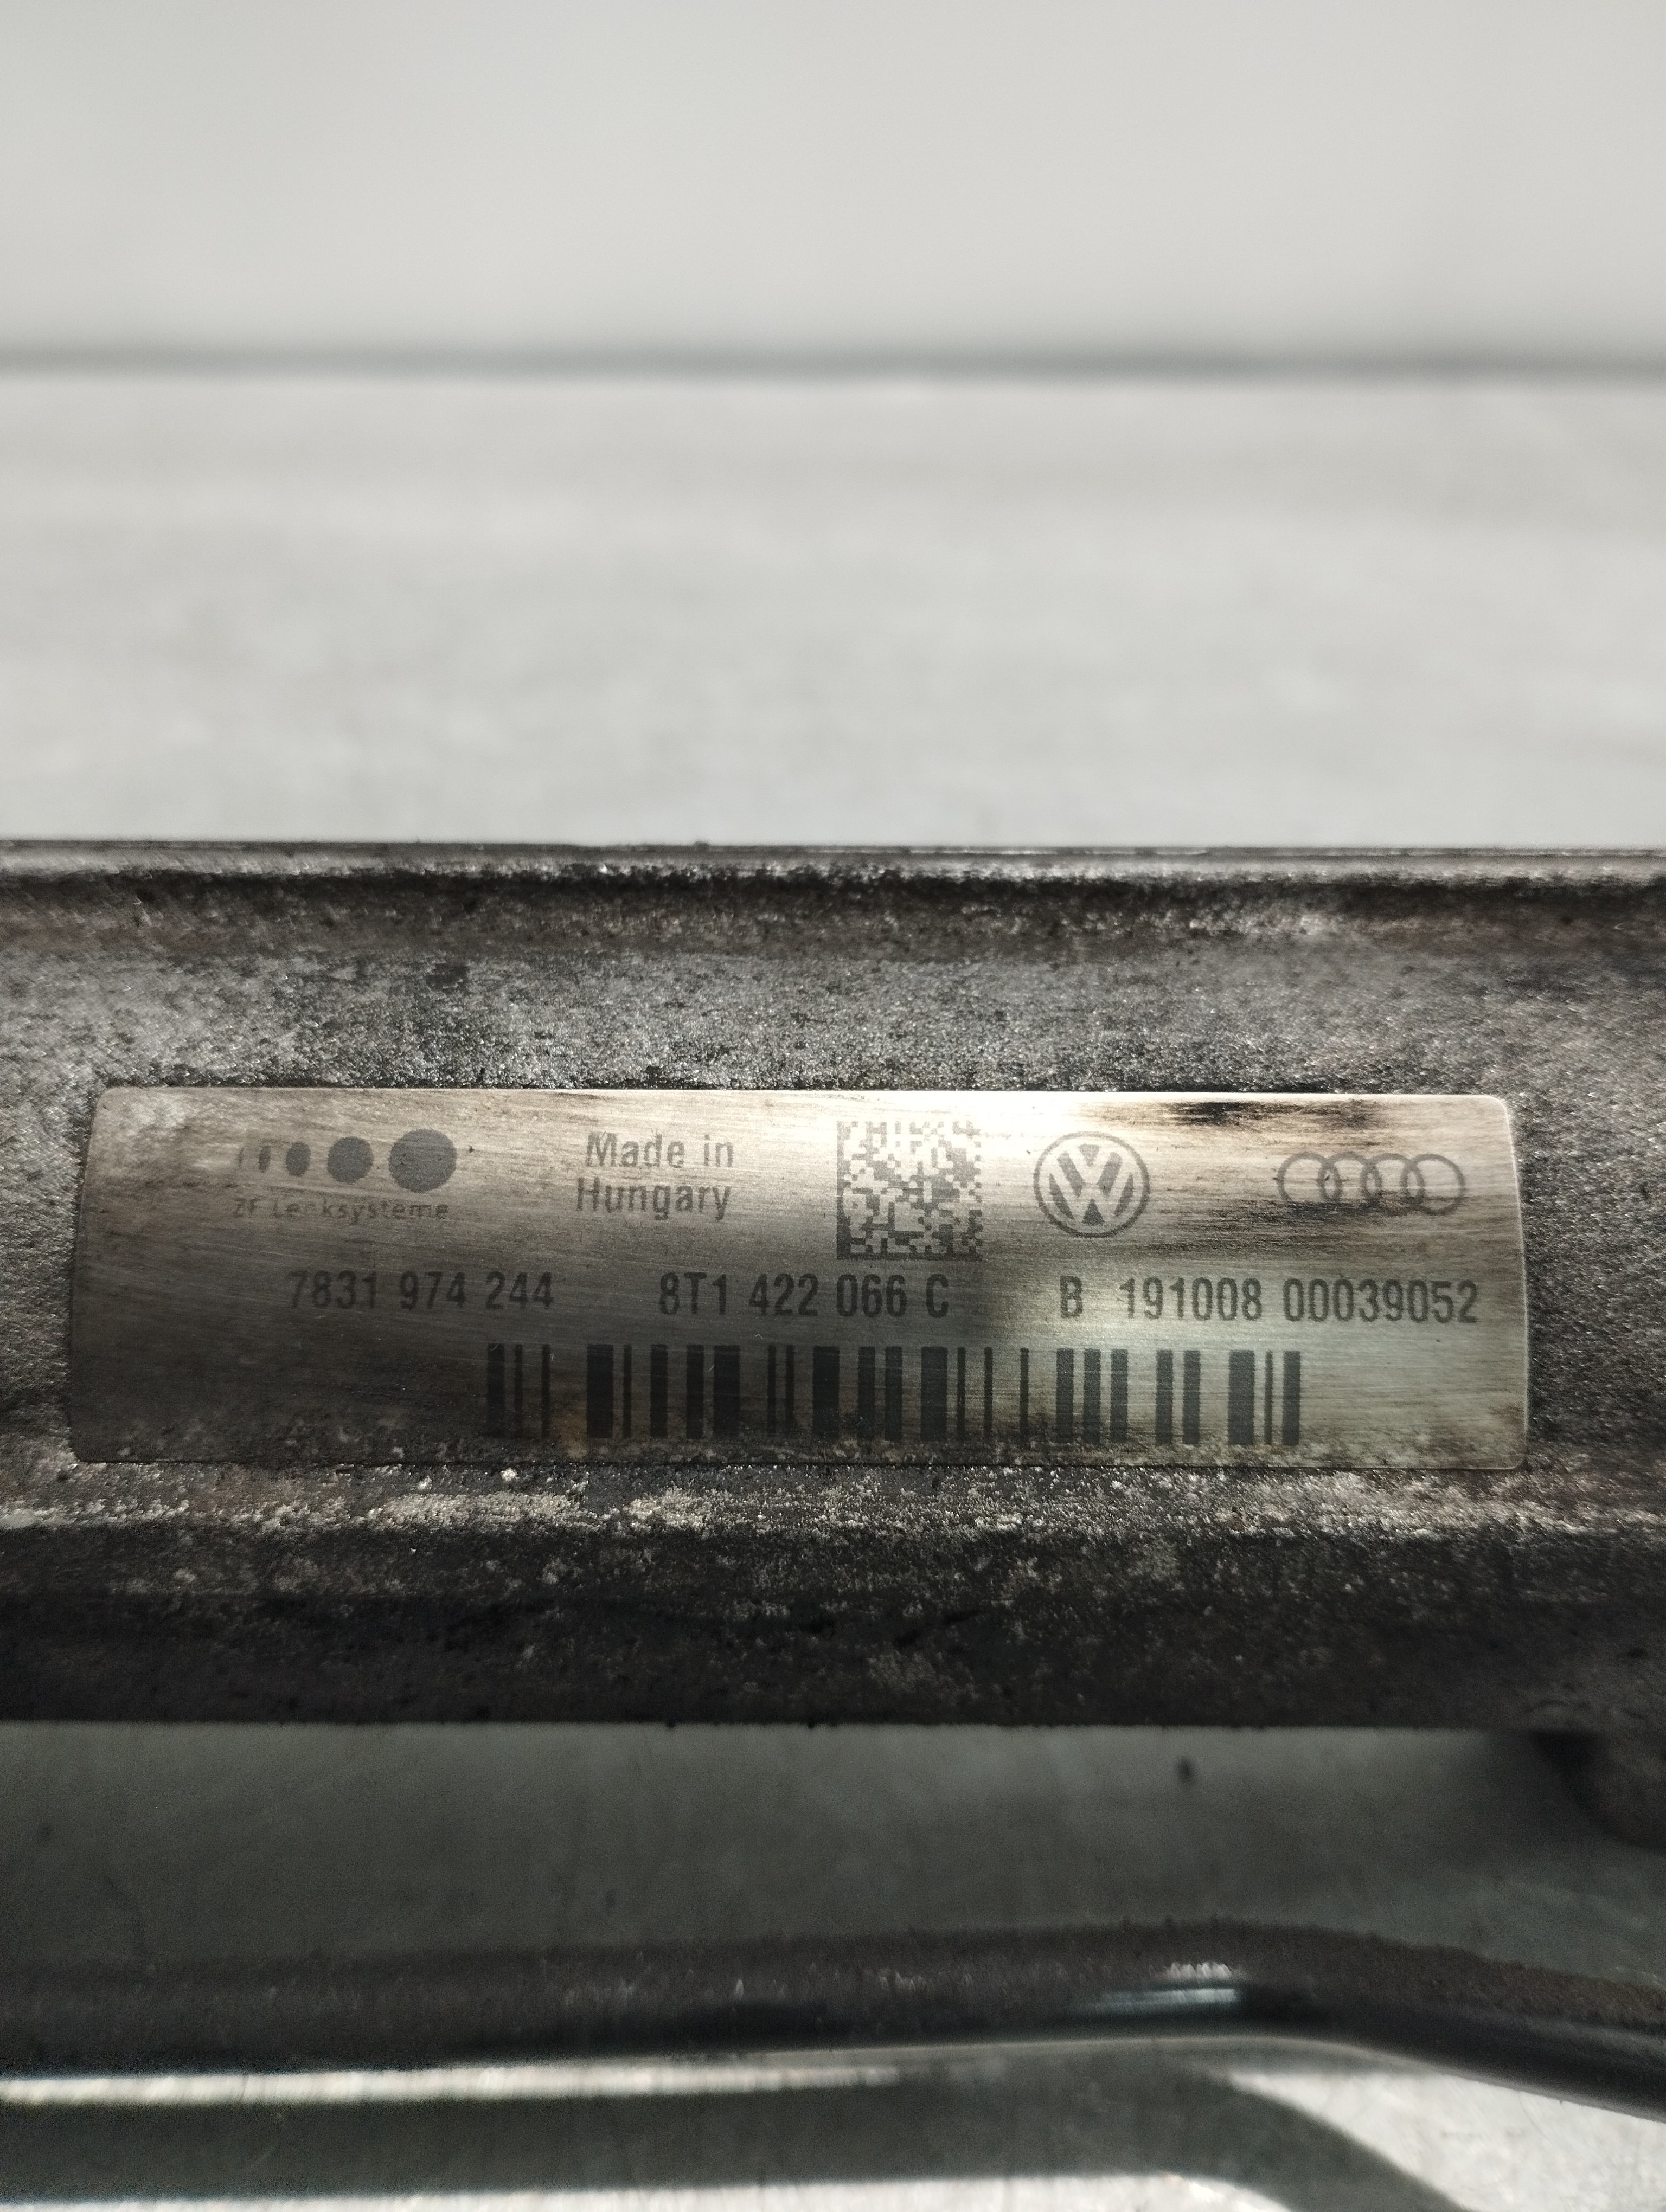 ZF Lenksysteme
Made in
Hungary
7831 974 244 8T1 422 066 C B 191008 00039052